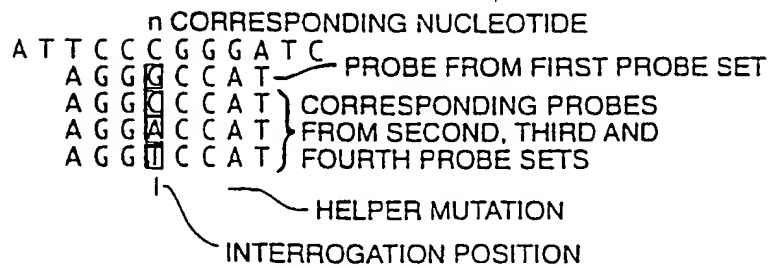 n CORRESPONDING NUCLEOTIDE
A T T C C C G G G A T C
A G G G C C A T PROBE FROM FIRST PROBE SET
A G G C C C A T CORRESPONDING PROBES
A G G A C C A T FROM SECOND, THIRD AND
A G G T C C A T FOURTH PROBE SETS
I
HELPER MUTATION
INTERROGATION POSITION